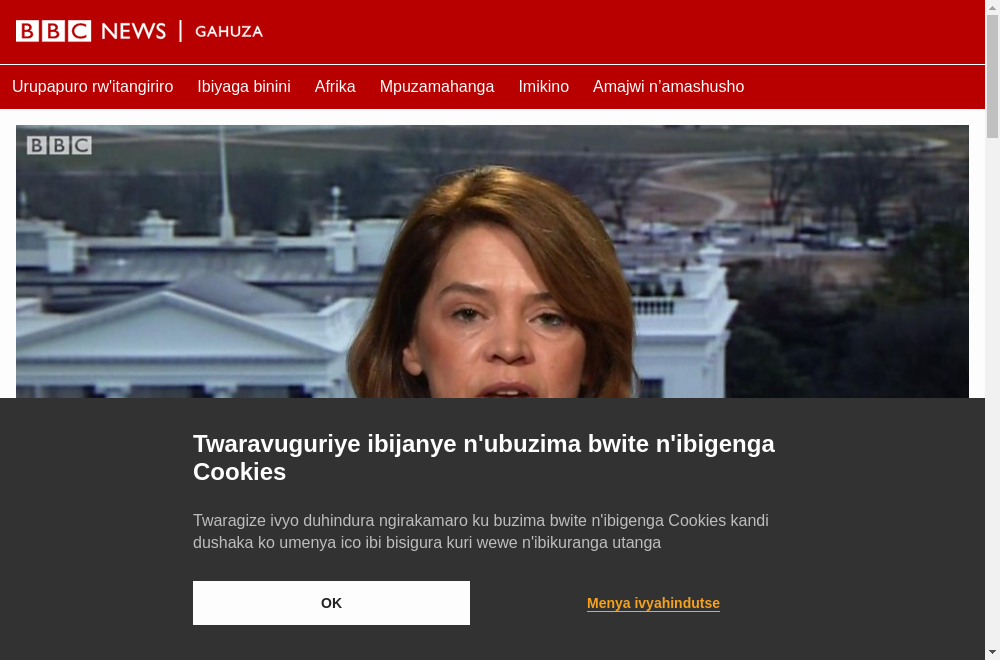 BBC NEWS | GAHUZA
Urupapuro rw'itangiriro Ibiyaga binini Afrika Mpuzamahanga Imikino Amajwi n’amashusho
BBC
Twaravuguriye ibijanye n'ubuzima bwite n'ibigenga
Cookies
Twaragize ivyo duhindura ngirakamaro ku buzima bwite n'ibigenga Cookies kandi
dushaka ko umenya ico ibi bisigura kuri wewe n'ibikuranga utanga
OK Menya ivyahindutse